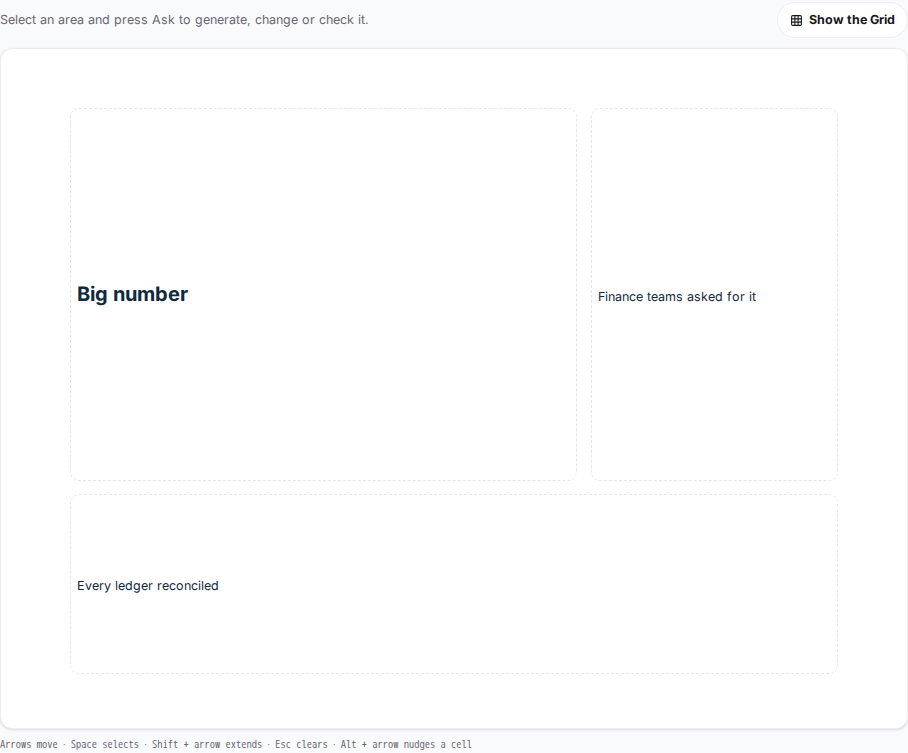 Select an area and press Ask to generate, change or check it.
Show the Grid
Big number
Finance teams asked for it
Every ledger reconciled
Arrows move · Space selects · Shift + arrow extends · Esc clears · Alt + arrow nudges a cell